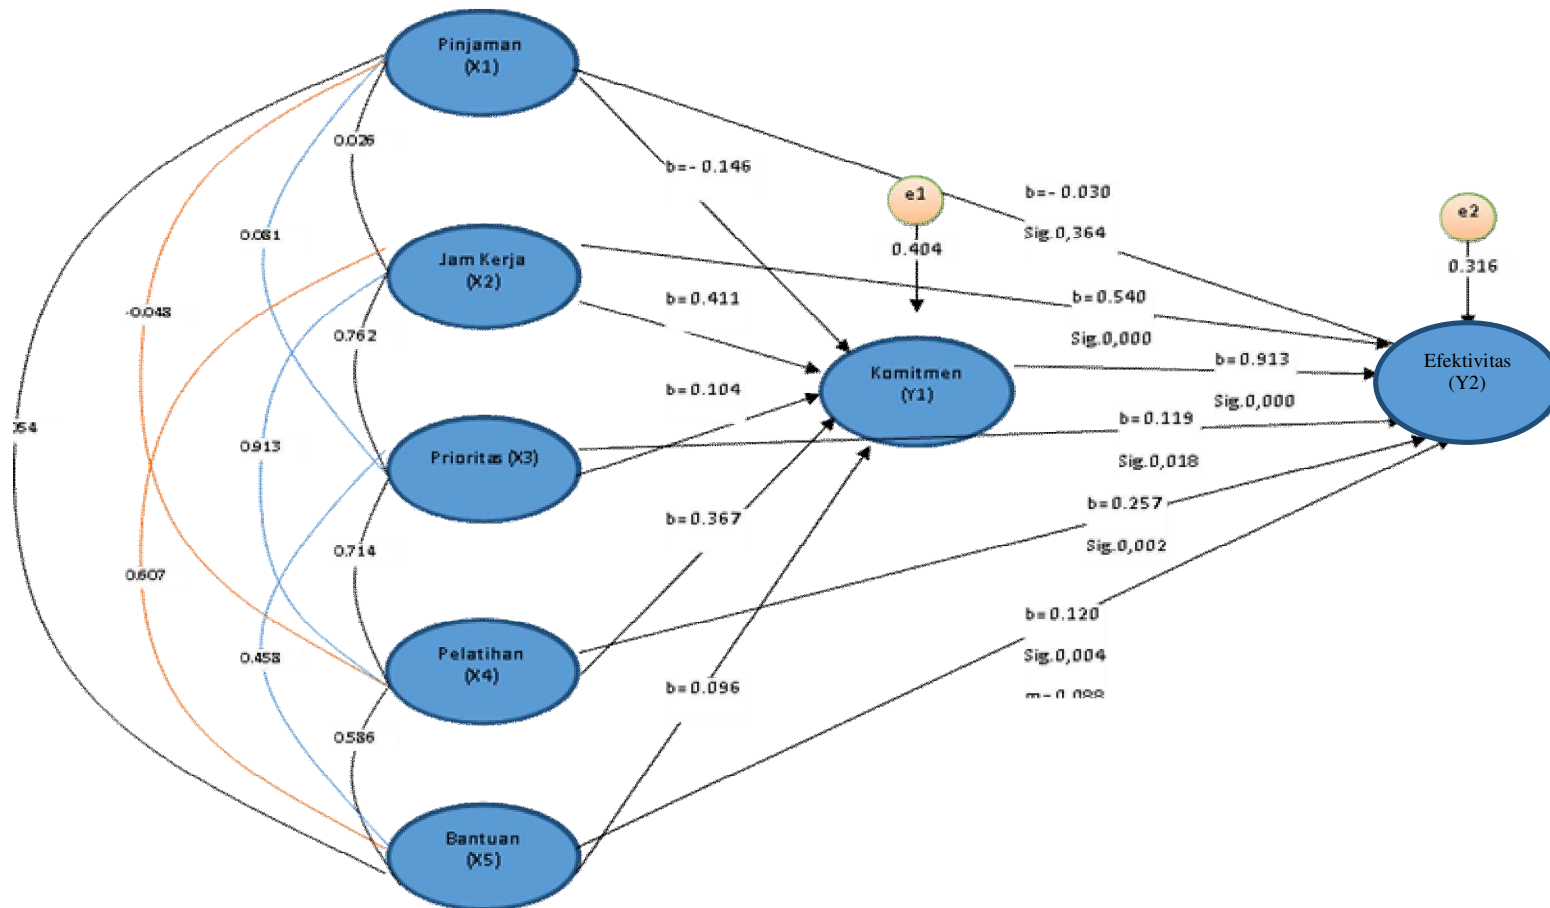 Pinjaman
(X1)
0.026
b=- 0.146
e1
b=- 0.030
e2
0.081
Sig.0,364
0.404
Jam Kerja
(X2)
0.316
b=0.411
b=0.540
-0.048
0.762
Sig.0,000
b=0.913
Efektivitas
(Y2)
Komitmen
(Y1)
b=0.104
Sig.0,000
b=0.119
0.913
Prioritas (X3)
Sig.0,018
b=0.367
b=0.257
0.714
Sig.0,002
0.607
b=0.120
0.458
Pelatihan
(X4)
Sig.0,004
b=0.096
0.586
Bantuan
(X5)